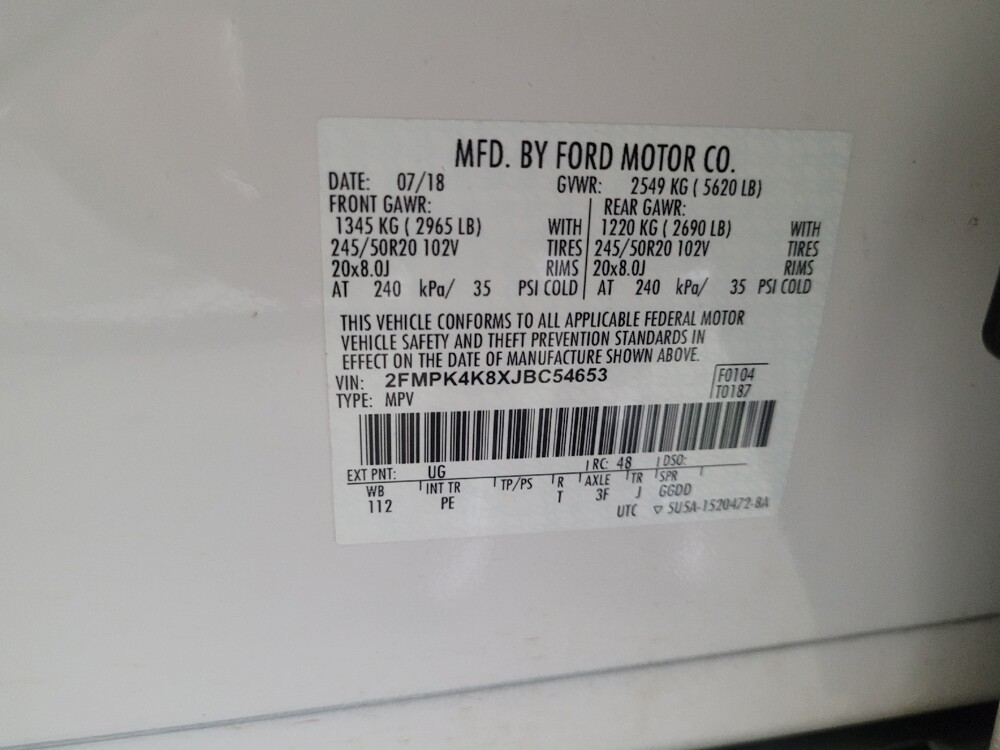 MFD. BY FORD MOTOR CO.
DATE: 07/18 GVWR: 2549 KG ( 5620 LB)
FRONT GAWR: REAR GAWR:
1345 KG ( 2965 LB) WITH 1220 KG ( 2690 LB) WITH
245/50R20 102V TIRES 245/50R20 102V TIRES
20x8.0J RIMS 20x8.0J RIMS
AT 240 kPa/ 35 PSI COLD AT 240 kPa/ 35 PSI COLD
THIS VEHICLE CONFORMS TO ALL APPLICABLE FEDERAL MOTOR
VEHICLE SAFETY AND THEFT PREVENTION STANDARDS IN
EFFECT ON THE DATE OF MANUFACTURE SHOWN ABOVE.
VIN: 2FMPK4K8XJBC54653 F0104
TYPE: MPV T0187
EXT PNT: UG RC: 48 DSO:
WB INT TR TP/PS R AXLE TR SPR
112 PE T 3F J GGDD
UTC ▽ SU5A-1520472-BA